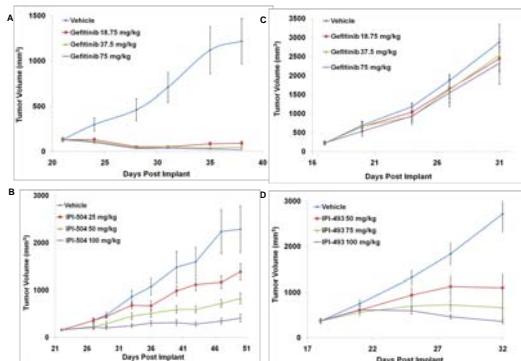 A
Vehicle
Gefitinib 18.75 mg/kg
Gefitinib 37.5 mg/kg
Gefitinib 75 mg/kg
Tumor Volume (mm³)
1500
1000
500
0
20 25 30 35 40
Days Post Implant
C
Vehicle
Gefitinib 18.75 mg/kg
Gefitinib 37.5 mg/kg
Gefitinib 75 mg/kg
Tumor Volume (mm³)
3500
3000
2500
2000
1500
1000
500
0
16 21 26 31
Days Post Implant
B
Vehicle
IPI-504 25 mg/kg
IPI-504 50 mg/kg
IPI-504 100 mg/kg
Tumor Volume (mm³)
3000
2000
1000
0
21 26 31 36 41 46 51
Days Post Implant
D
Vehicle
IPI-493 50 mg/kg
IPI-493 75 mg/kg
IPI-493 100 mg/kg
Tumor Volume (mm³)
3000
2000
1000
0
17 22 27 32
Days Post Implant